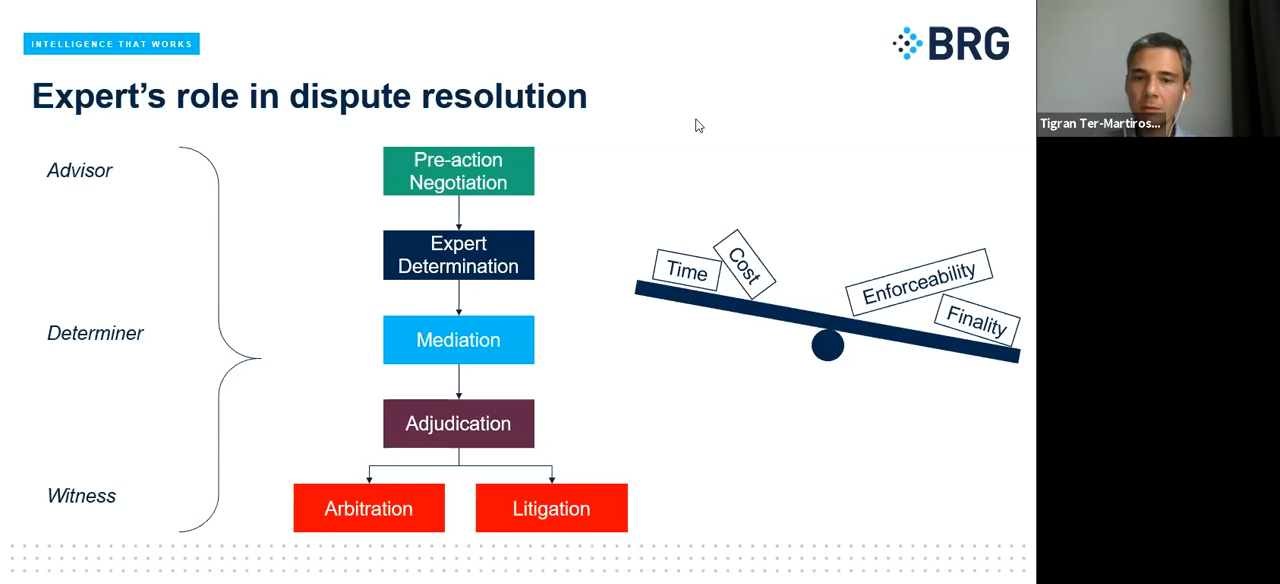 INTELLIGENCE THAT WORKS
BRG
Expert’s role in dispute resolution
Tigran Ter-Martiros...
Advisor
Determiner
Witness
Pre-action
Negotiation
Expert
Determination
Mediation
Adjudication
Arbitration
Litigation
Time
Cost
Enforceability
Finality